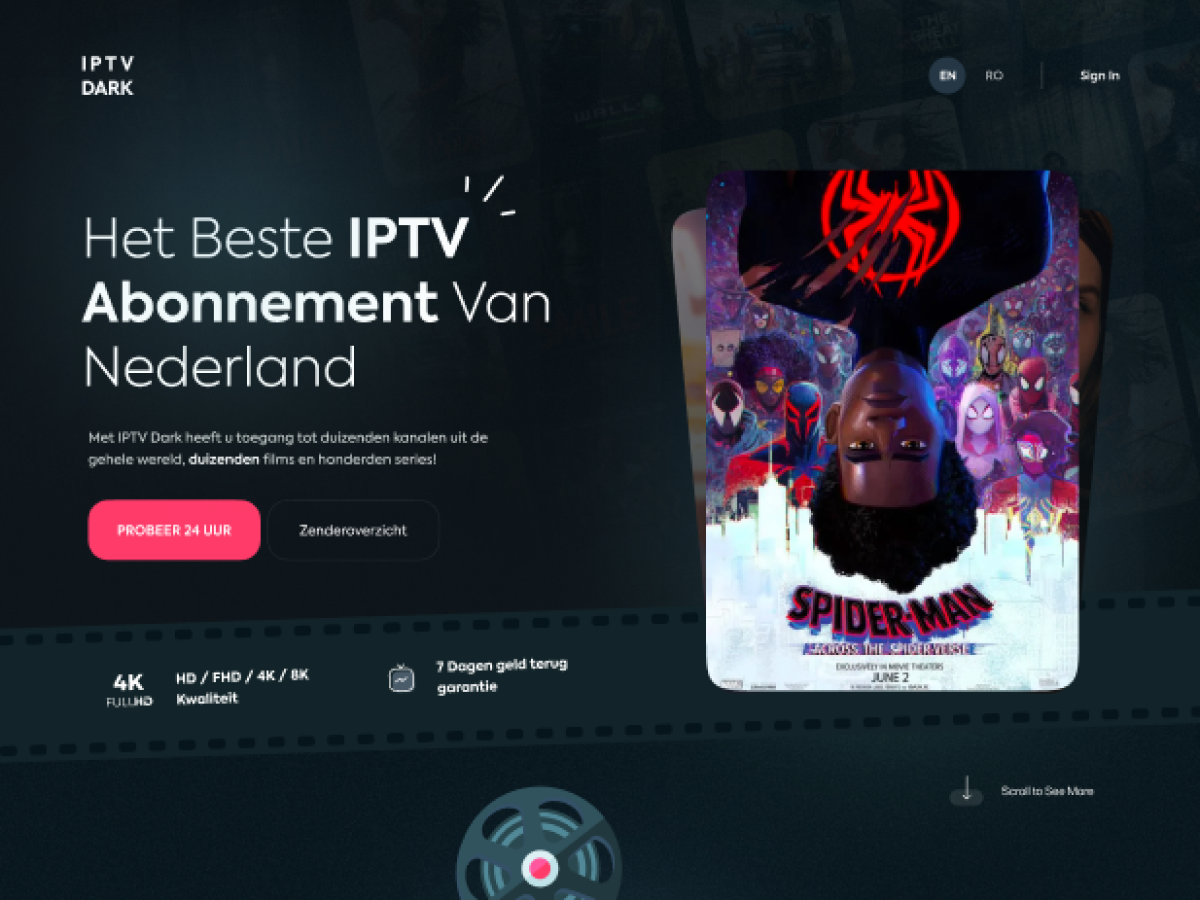 IPTV
DARK
EN
RO
Sign In
Het Beste IPTV
Abonnement Van
Nederland
Met IPTV Dark heeft u toegang tot duizenden kanalen uit de
gehele wereld, duizenden films en honderden series!
PROBEER 24 UUR
Zenderoverzicht
SPIDER-MAN
ACROSS THE SPIDER-VERSE
EXCLUSIVELY IN MOVIE THEATERS
JUNE 2
4K
FULLHD
HD / FHD / 4K / 8K
Kwaliteit
7 Dagen geld terug
garantie
Scroll to See More